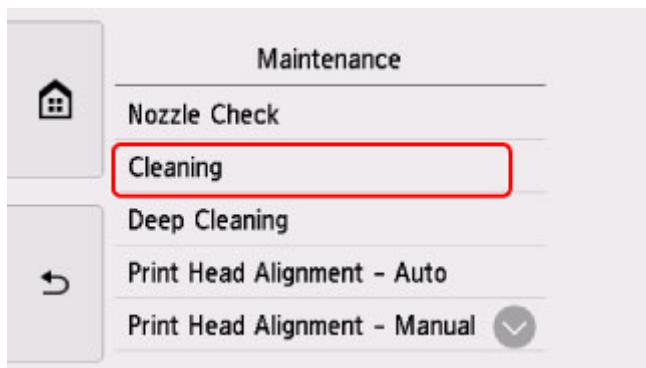 Maintenance
Nozzle Check
Cleaning
Deep Cleaning
Print Head Alignment - Auto
Print Head Alignment - Manual